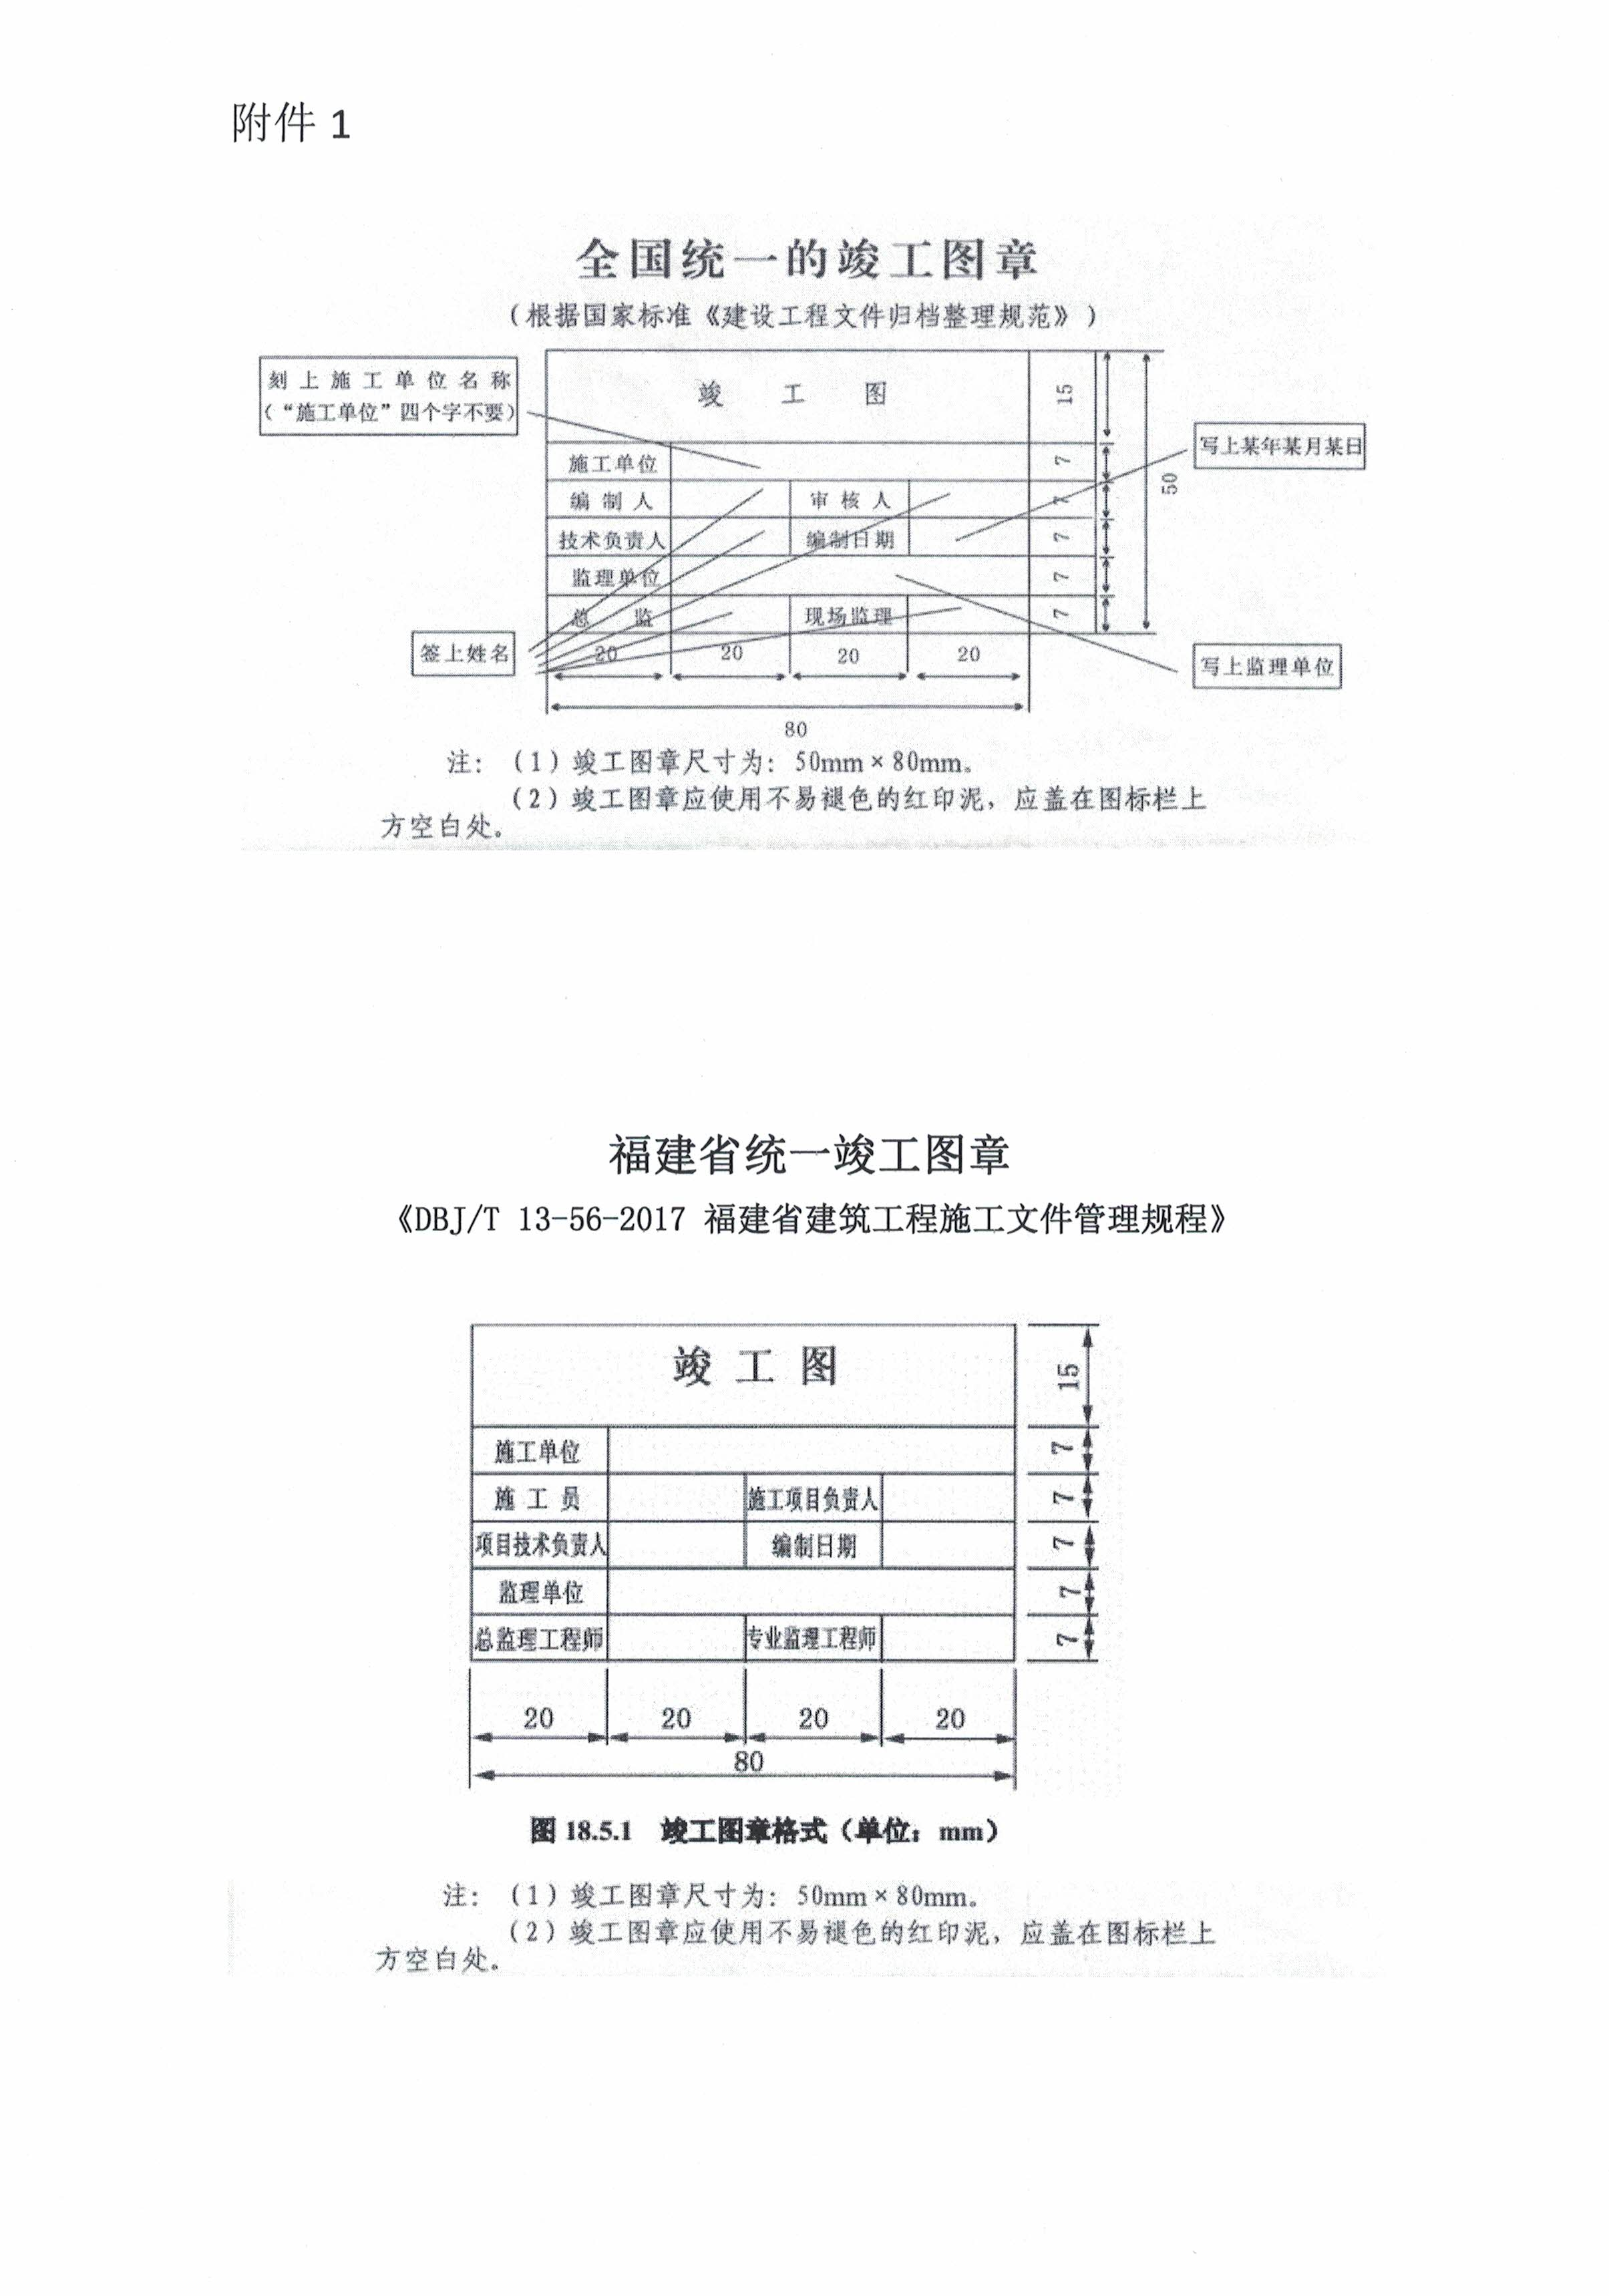 附件 1
全国统一的竣工图章
（根据国家标准《建设工程文件归档整理规范》）
刻上施工单位名称
（“施工单位”四个字不要）
竣 工 图
15
施工单位
7
写上某年某月某日
50
编 制 人 审 核 人
7
技术负责人 编制日期
7
监理单位
7
总 监 现场监理
7
签上姓名
写上监理单位
20 20 20 20
80
注：（1）竣工图章尺寸为：50mm×80mm。
（2）竣工图章应使用不易褪色的红印泥，应盖在图标栏上
方空白处。
福建省统一竣工图章
《DBJ/T 13-56-2017 福建省建筑工程施工文件管理规程》
竣 工 图
15
施工单位
7
施 工 员 施工项目负责人
7
项目技术负责人 编制日期
7
监理单位
7
总监理工程师 专业监理工程师
7
20 20 20 20
80
图 18.5.1 竣工图章格式（单位：mm）
注：（1）竣工图章尺寸为：50mm×80mm。
（2）竣工图章应使用不易褪色的红印泥，应盖在图标栏上
方空白处。